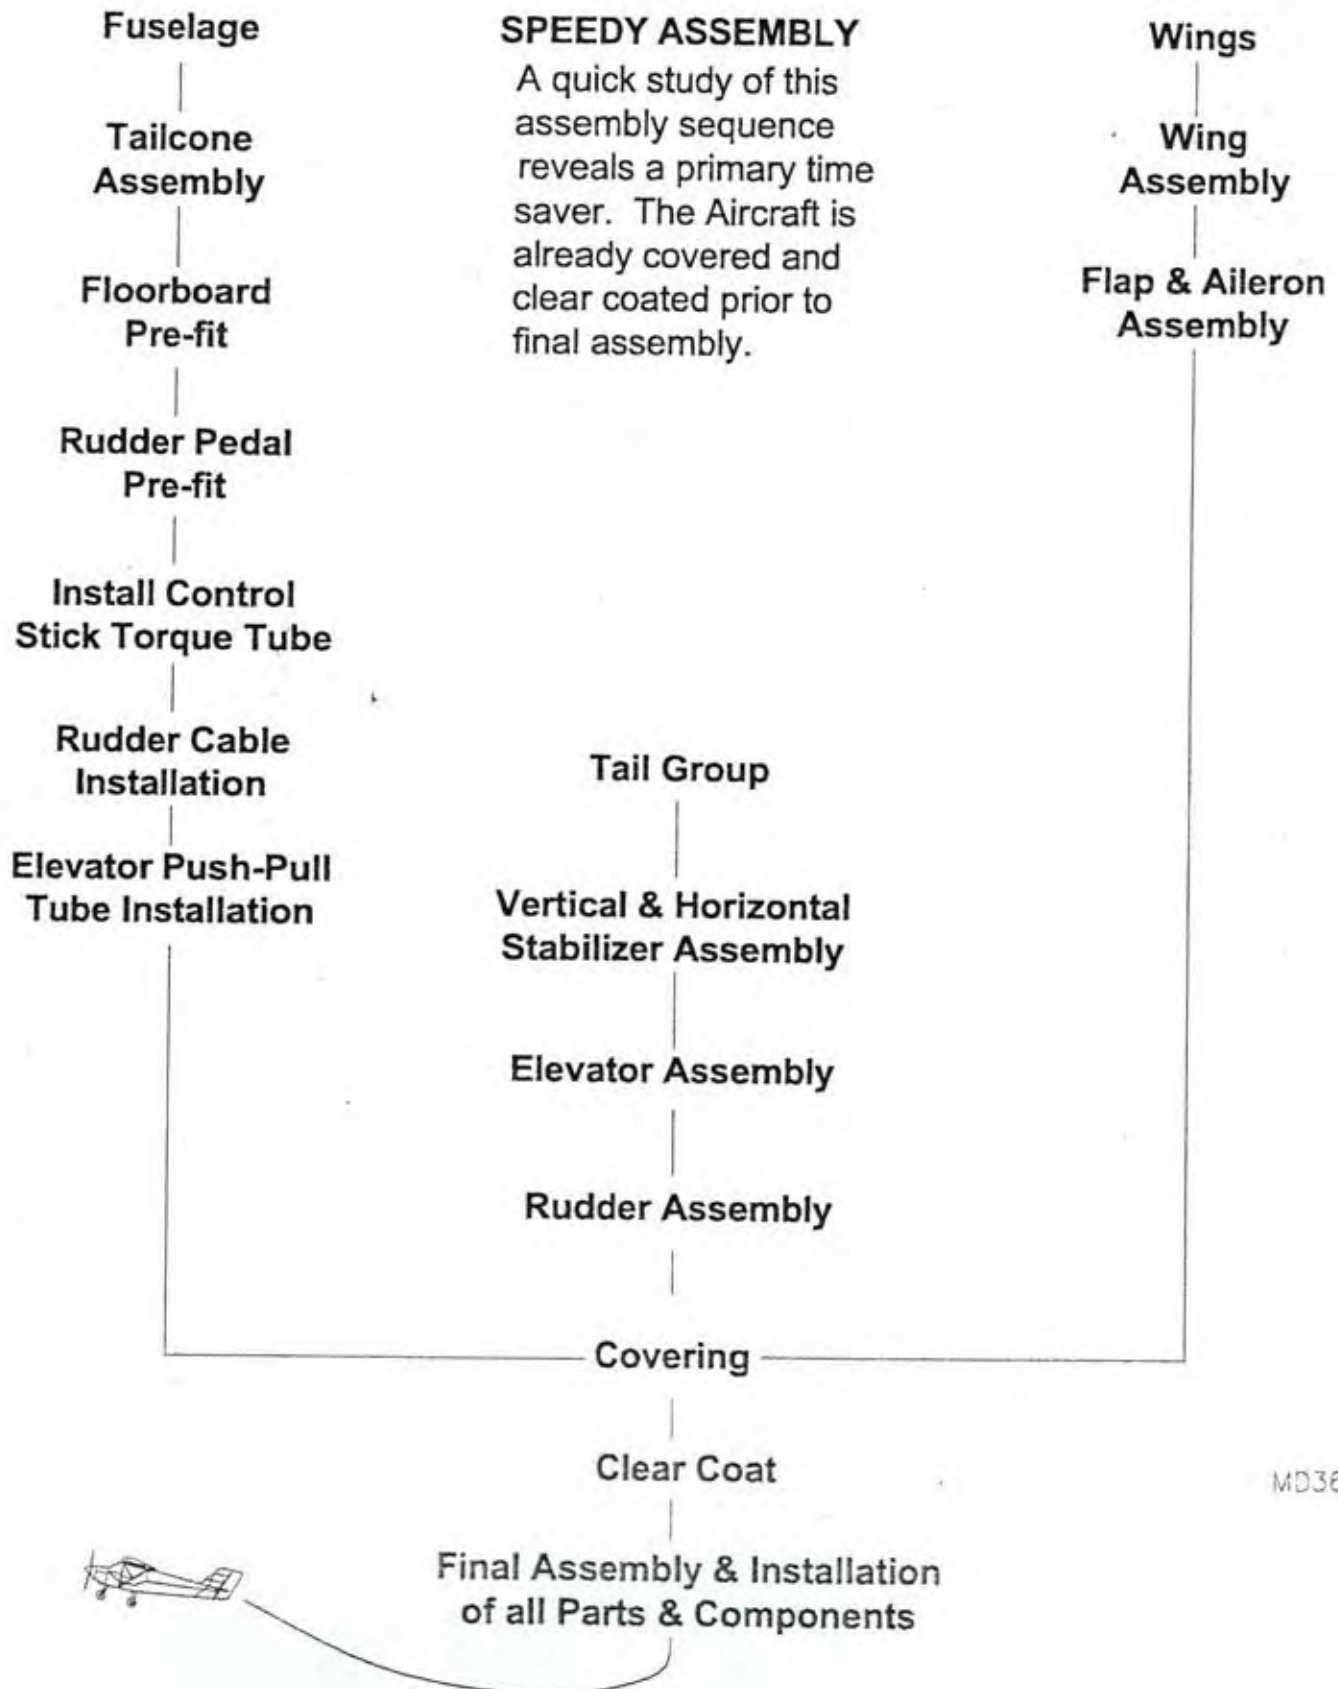 Fuselage
Tailcone
Assembly
Floorboard
Pre-fit
Rudder Pedal
Pre-fit
Install Control
Stick Torque Tube
Rudder Cable
Installation
Elevator Push-Pull
Tube Installation
SPEEDY ASSEMBLY
A quick study of this
assembly sequence
reveals a primary time
saver. The Aircraft is
already covered and
clear coated prior to
final assembly.
Wings
Wing
Assembly
Flap & Aileron
Assembly
Tail Group
Vertical & Horizontal
Stabilizer Assembly
Elevator Assembly
Rudder Assembly
Covering
Clear Coat
Final Assembly & Installation
of all Parts & Components